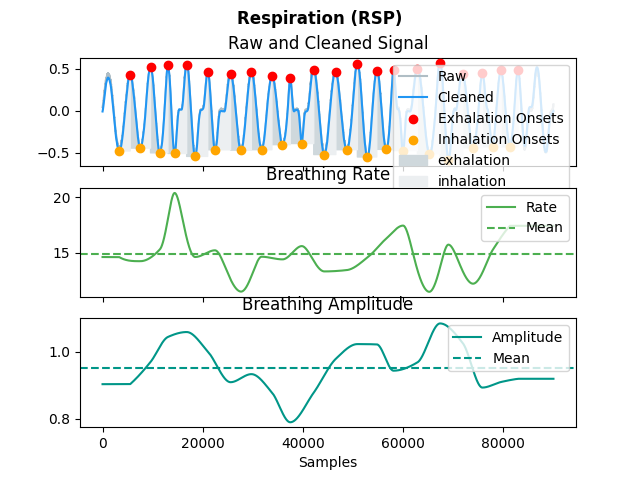 Respiration (RSP)
Raw and Cleaned Signal
0.5
0.0
−0.5
Raw
Cleaned
Exhalation Onsets
Inhalation Onsets
exhalation
inhalation
Breathing Rate
20
15
Rate
Mean
Breathing Amplitude
1.0
0.8
Amplitude
Mean
0 20000 40000 60000 80000
Samples